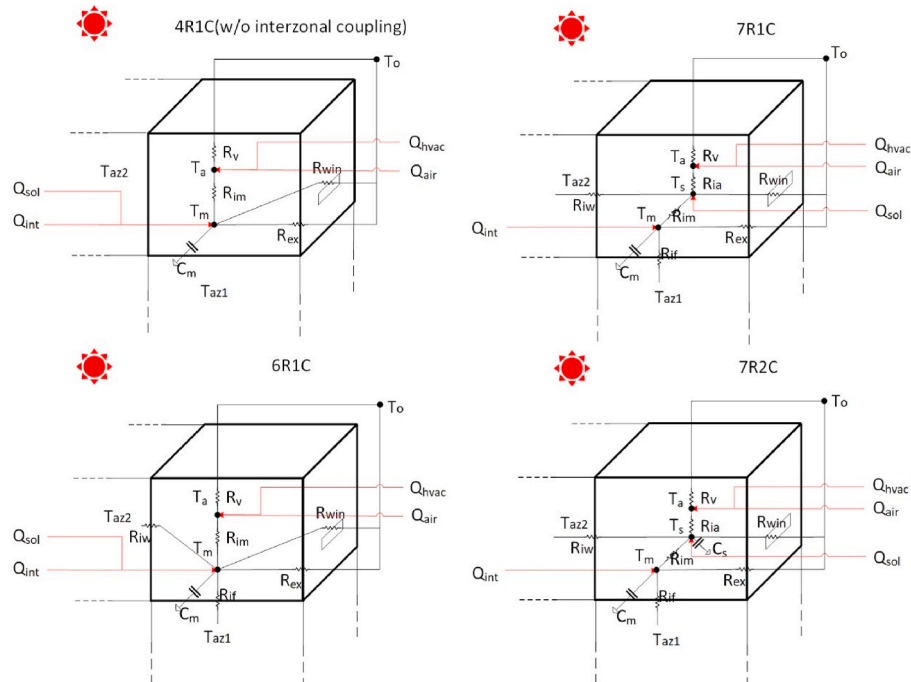 4R1C(w/o interzonal coupling)
To
Rv
Qhvac
Ta
Qair
Taz2
Rwin
Qsol
Rim
Tm
Qint
Rex
Cm
Taz1
7R1C
To
Qhvac
Ta
Rv
Qair
Taz2
Ts
Ria
Rwin
Riw
Tm
Rim
Qsol
Qint
Rex
Rif
Cm
Taz1
6R1C
To
Ta
Rv
Qhvac
Qair
Taz2
Rwin
Qsol
Riw
Tm
Rim
Qint
Rex
Rif
Cm
Taz1
7R2C
To
Qhvac
Ta
Rv
Qair
Taz2
Ts
Ria
Rwin
Riw
Cs
Tm
Rim
Qsol
Qint
Rex
Rif
Cm
Taz1